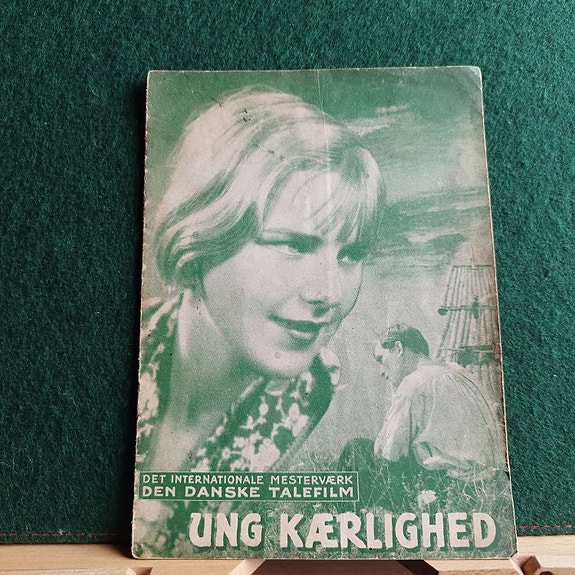 DET INTERNATIONALE MESTERVÆRK
DEN DANSKE TALEFILM
UNG KÆRLIGHED